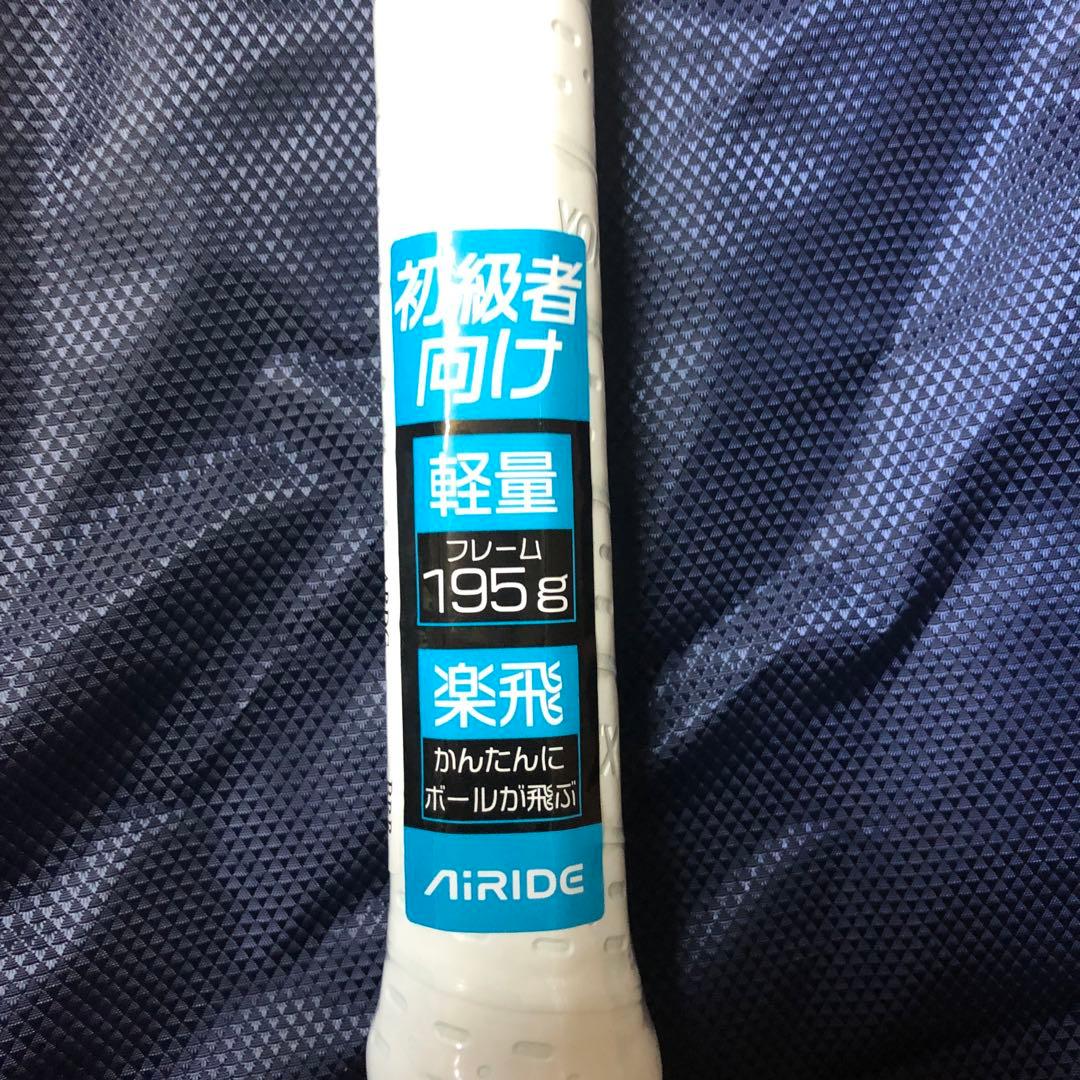 初級者
向け
軽量
フレーム
195g
楽飛
かんたんに
ボールが飛ぶ
AiRIDE
YO
X